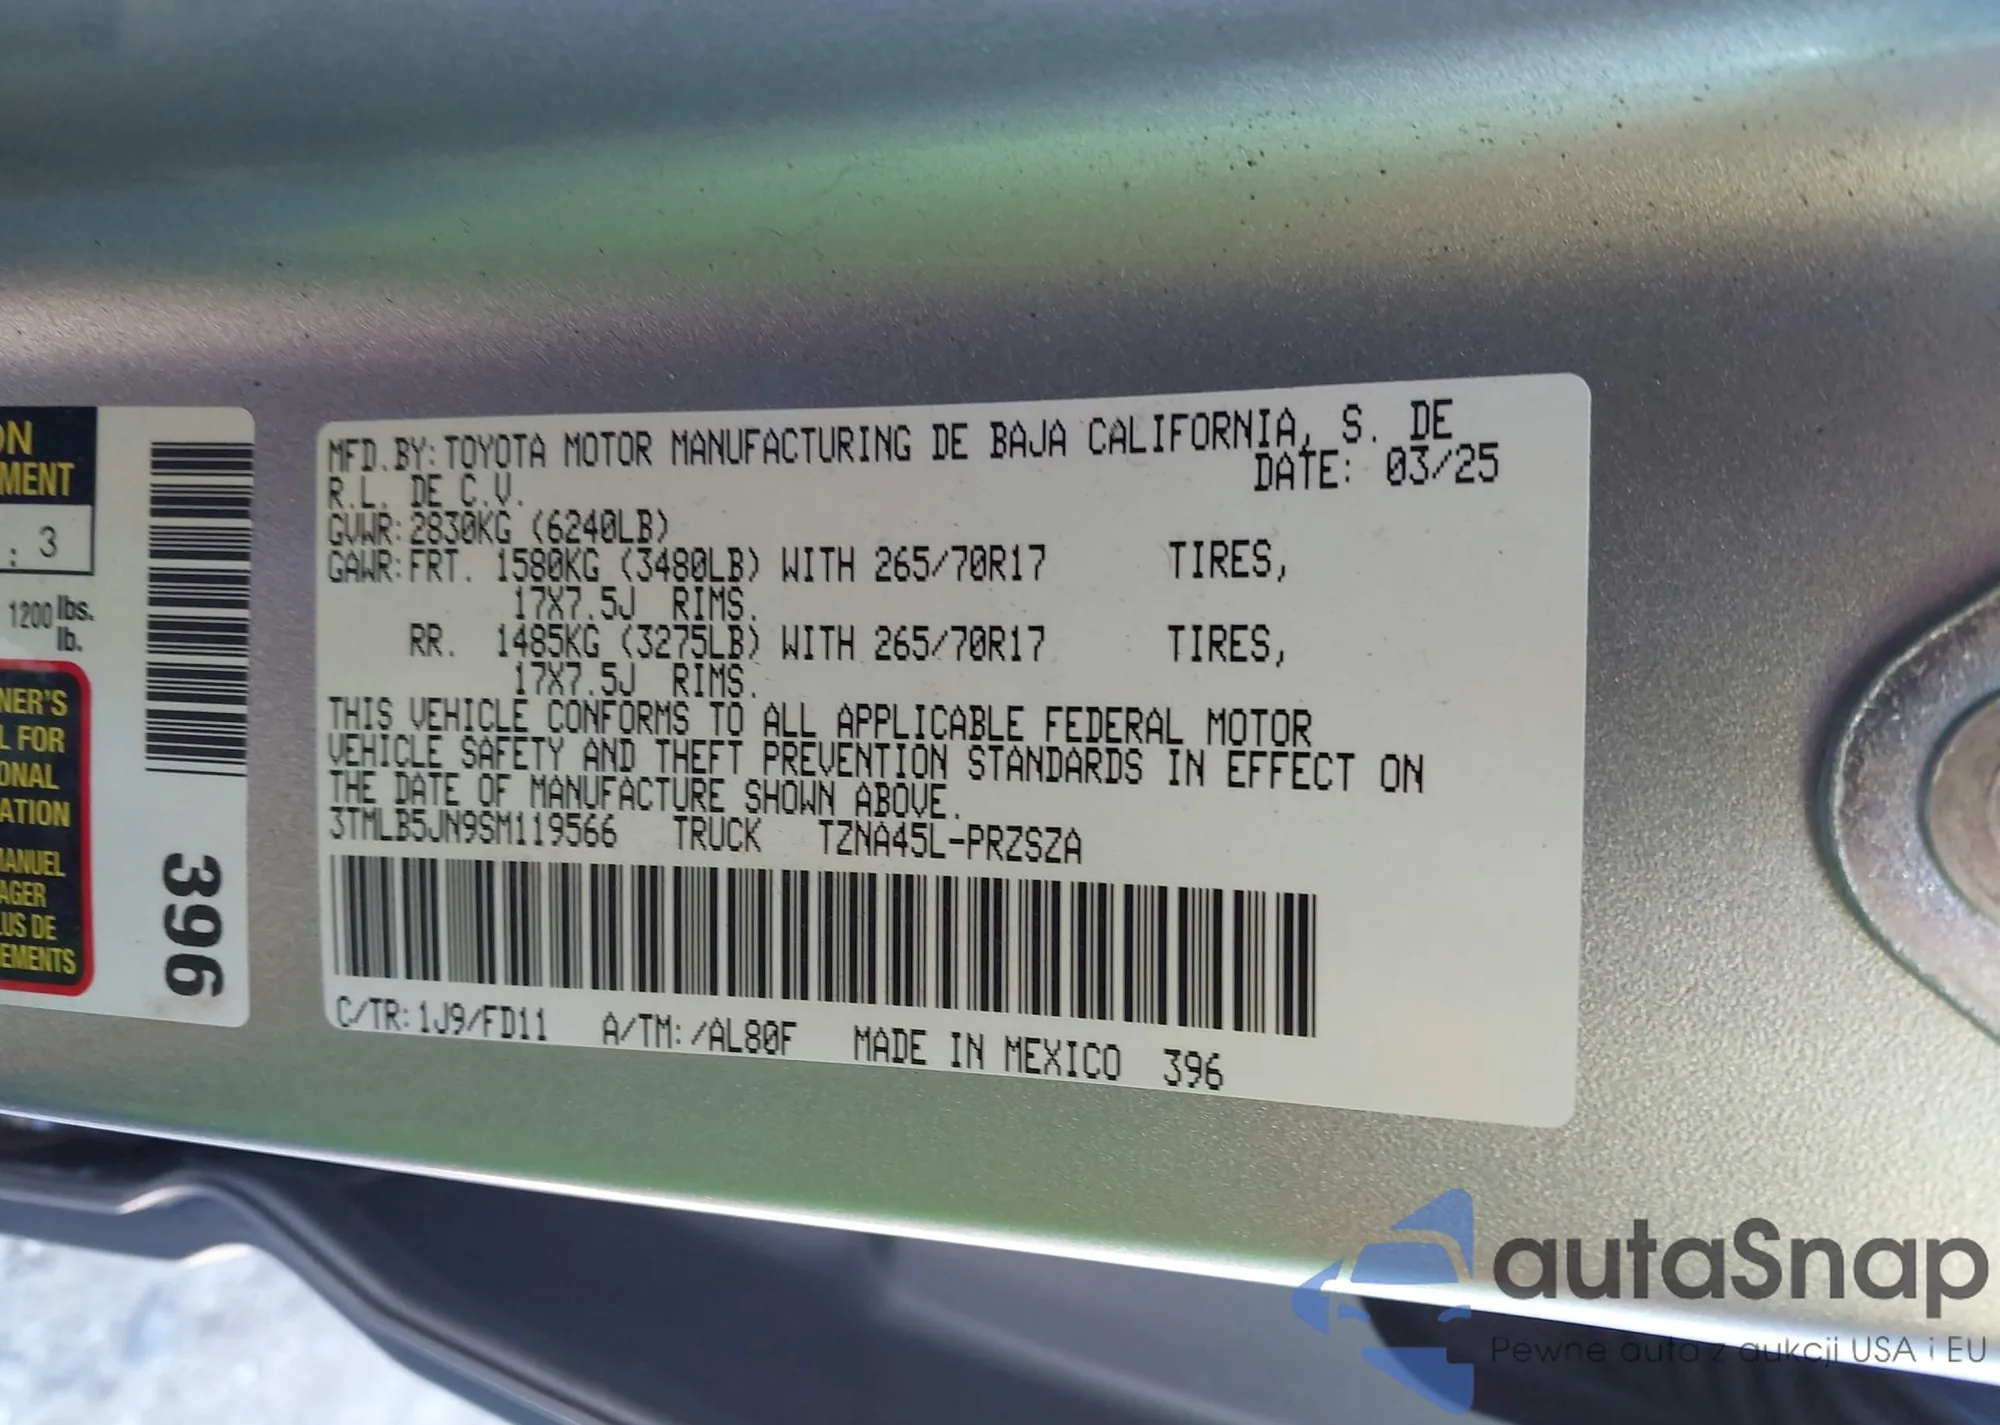 ON
MENT
: 3
1200 lbs.
lb.
NER'S
L FOR
ONAL
ATION
MANUEL
AGER
LUS DE
EMENTS
396
MFD.BY: TOYOTA MOTOR MANUFACTURING DE BAJA CALIFORNIA, S. DE
R.L. DE C.V.
DATE: 03/25
GVWR: 2830KG (6240LB)
GAWR: FRT. 1580KG (3480LB) WITH 265/70R17 TIRES,
17X7.5J RIMS.
RR. 1485KG (3275LB) WITH 265/70R17 TIRES,
17X7.5J RIMS.
THIS VEHICLE CONFORMS TO ALL APPLICABLE FEDERAL MOTOR
VEHICLE SAFETY AND THEFT PREVENTION STANDARDS IN EFFECT ON
THE DATE OF MANUFACTURE SHOWN ABOVE.
3TMLB5JN9SM119566 TRUCK TZNA45L-PRZSZA
C/TR: 1J9/FD11 A/TM: /AL80F MADE IN MEXICO 396
autaSnap
Pewne auta z aukcji USA i EU